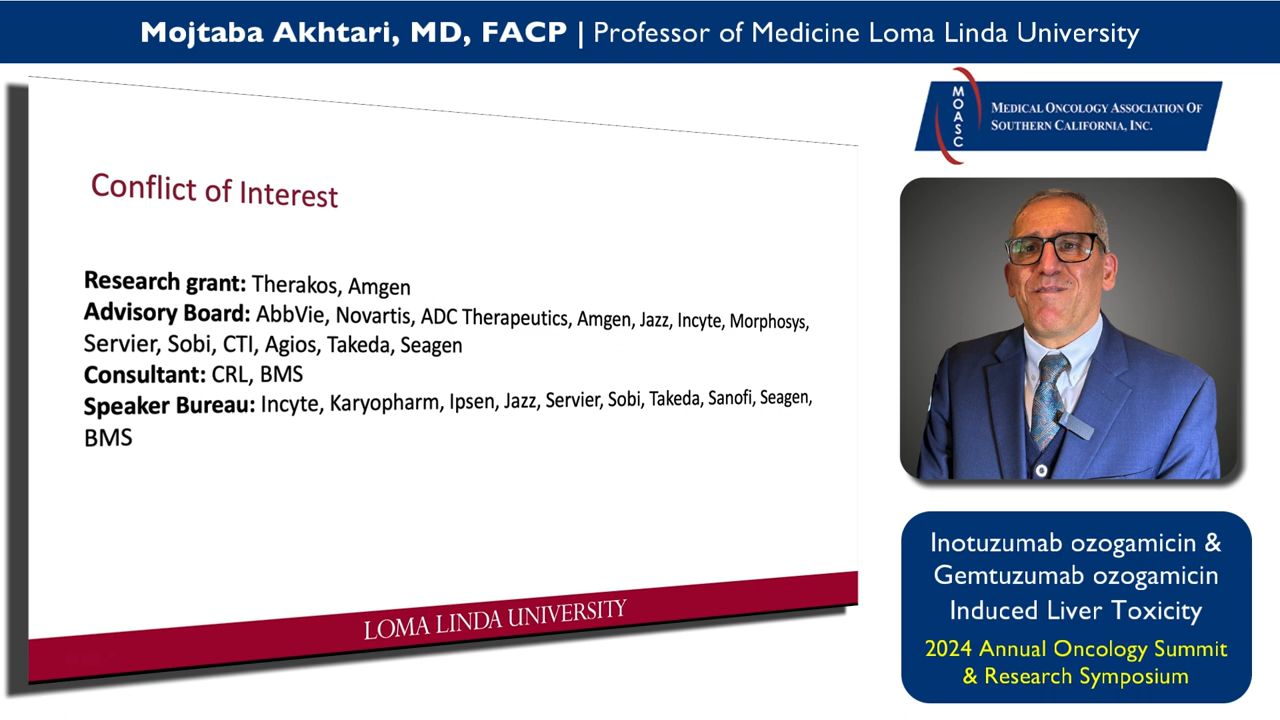 Mojtaba Akhtari, MD, FACP | Professor of Medicine Loma Linda University
MOASC
MEDICAL ONCOLOGY ASSOCIATION OF
SOUTHERN CALIFORNIA, INC.
Conflict of Interest
Research grant: Therakos, Amgen
Advisory Board: AbbVie, Novartis, ADC Therapeutics, Amgen, Jazz, Incyte, Morphosys,
Servier, Sobi, CTI, Agios, Takeda, Seagen
Consultant: CRL, BMS
Speaker Bureau: Incyte, Karyopharm, Ipsen, Jazz, Servier, Sobi, Takeda, Sanofi, Seagen,
BMS
LOMA LINDA UNIVERSITY
Inotuzumab ozogamicin &
Gemtuzumab ozogamicin
Induced Liver Toxicity
2024 Annual Oncology Summit
& Research Symposium